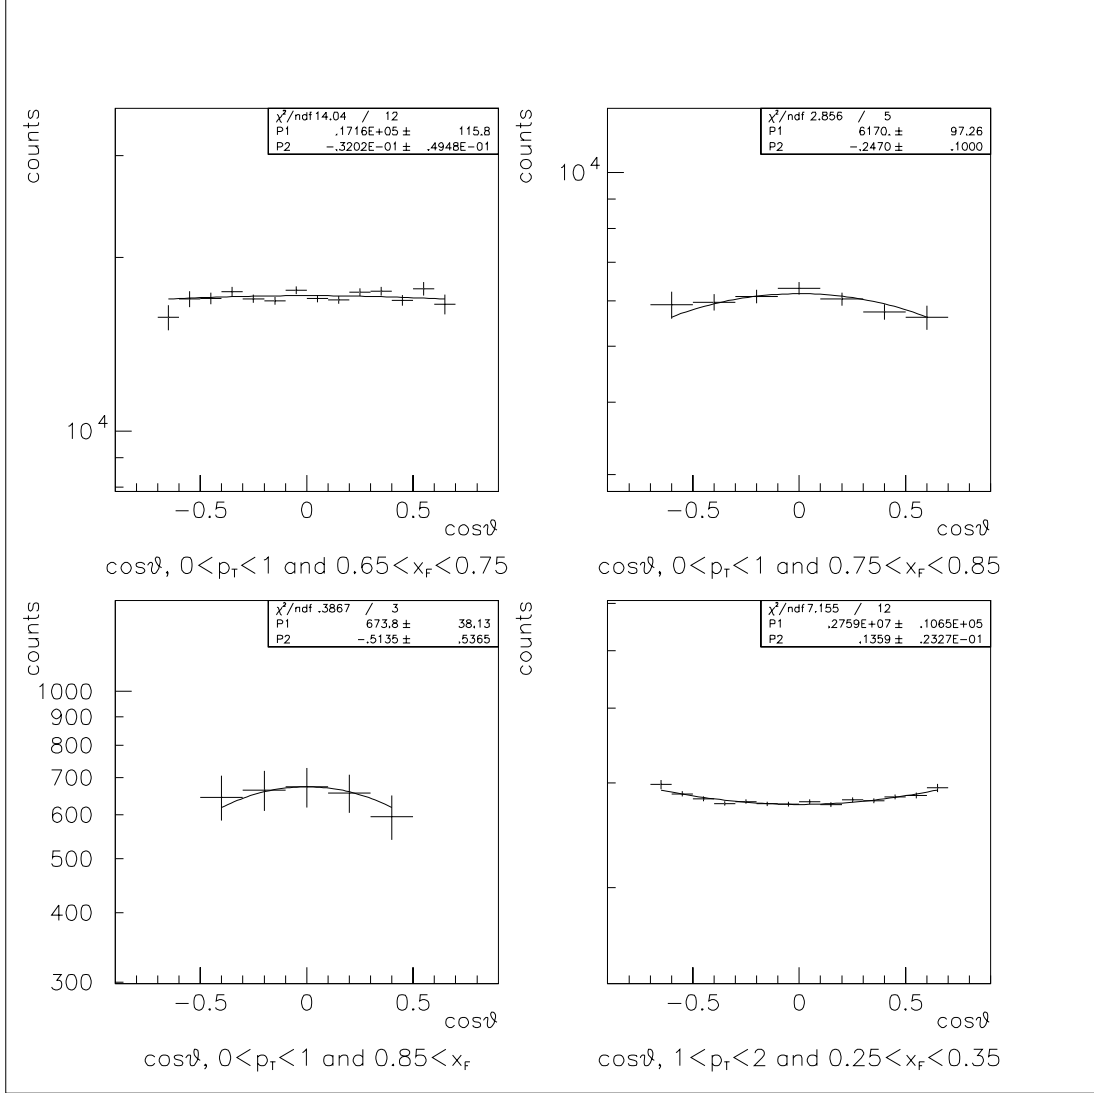 counts
χ²/ndf 14.04 / 12
P1 .1716E+05 ± 115.8
P2 -.3202E-01 ± .4948E-01
10⁴
-0.5 0 0.5
cosϑ
cosϑ, 0<p_T<1 and 0.65<x_F<0.75
counts
χ²/ndf 2.856 / 5
P1 6170. ± 97.26
P2 -.2470 ± .1000
10⁴
-0.5 0 0.5
cosϑ
cosϑ, 0<p_T<1 and 0.75<x_F<0.85
counts
χ²/ndf .3867 / 3
P1 673.8 ± 38.13
P2 -.5135 ± .5365
1000
900
800
700
600
500
400
300
-0.5 0 0.5
cosϑ
cosϑ, 0<p_T<1 and 0.85<x_F
counts
χ²/ndf 7.155 / 12
P1 .2759E+07 ± .1065E+05
P2 .1359 ± .2327E-01
-0.5 0 0.5
cosϑ
cosϑ, 1<p_T<2 and 0.25<x_F<0.35